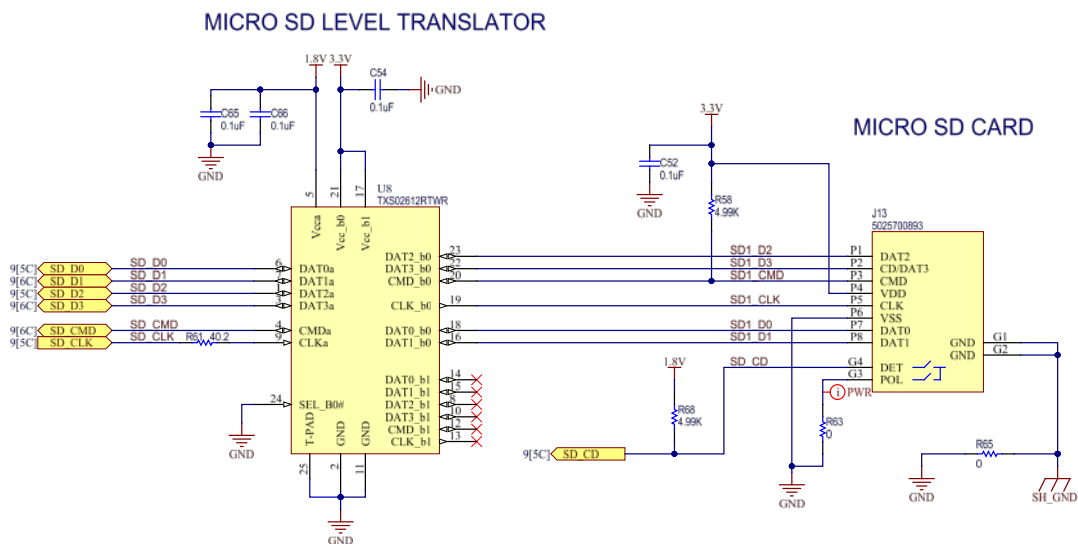 MICRO SD LEVEL TRANSLATOR
1.8V 3.3V
C54
0.1uF
GND
C65
0.1uF
C66
0.1uF
GND
3.3V
MICRO SD CARD
C52
0.1uF
GND
R58
4.99K
U8
TXS02612RTWR
5
21
17
Vcca
Vcc_b0
Vcc_b1
J13
5025700893
9[5C] SD_D0 SD_D0 6 DAT0a
9[6C] SD_D1 SD_D1 DAT1a
9[5C] SD_D2 SD_D2 1 DAT2a
9[6C] SD_D3 SD_D3 DAT3a
9[6C] SD_CMD SD_CMD 4 CMDa
9[5C] SD_CLK SD_CLK R61 40.2 9 CLKa
24 SEL_B0#
GND
T-PAD
GND
GND
25
2
11
GND
DAT2_b0 23 SD1_D2 P1 DAT2
DAT3_b0 22 SD1_D3 P2 CD/DAT3
CMD_b0 20 SD1_CMD P3 CMD
P4 VDD
CLK_b0 19 SD1_CLK P5 CLK
P6 VSS
DAT0_b0 18 SD1_D0 P7 DAT0
DAT1_b0 16 SD1_D1 P8 DAT1
GND G1
GND G2
DAT0_b1 14
DAT1_b1 15
DAT2_b1 8
DAT3_b1 10
CMD_b1 12
CLK_b1 13
1.8V
SD_CD G4 DET
G3 POL
i PWR
R68
4.99K
R63
0
9[5C] SD_CD
GND
R65
0
GND
SH_GND